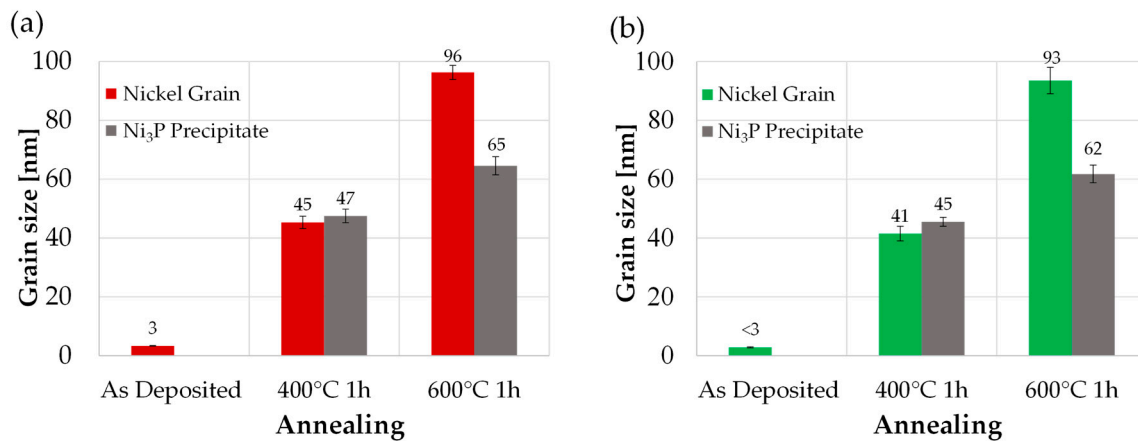 (a)
Grain size [nm]
100
80
60
40
20
0
Nickel Grain
Ni₃P Precipitate
3
45
47
96
65
As Deposited
400°C 1h
600°C 1h
Annealing
(b)
Grain size [nm]
100
80
60
40
20
0
Nickel Grain
Ni₃P Precipitate
<3
41
45
93
62
As Deposited
400°C 1h
600°C 1h
Annealing